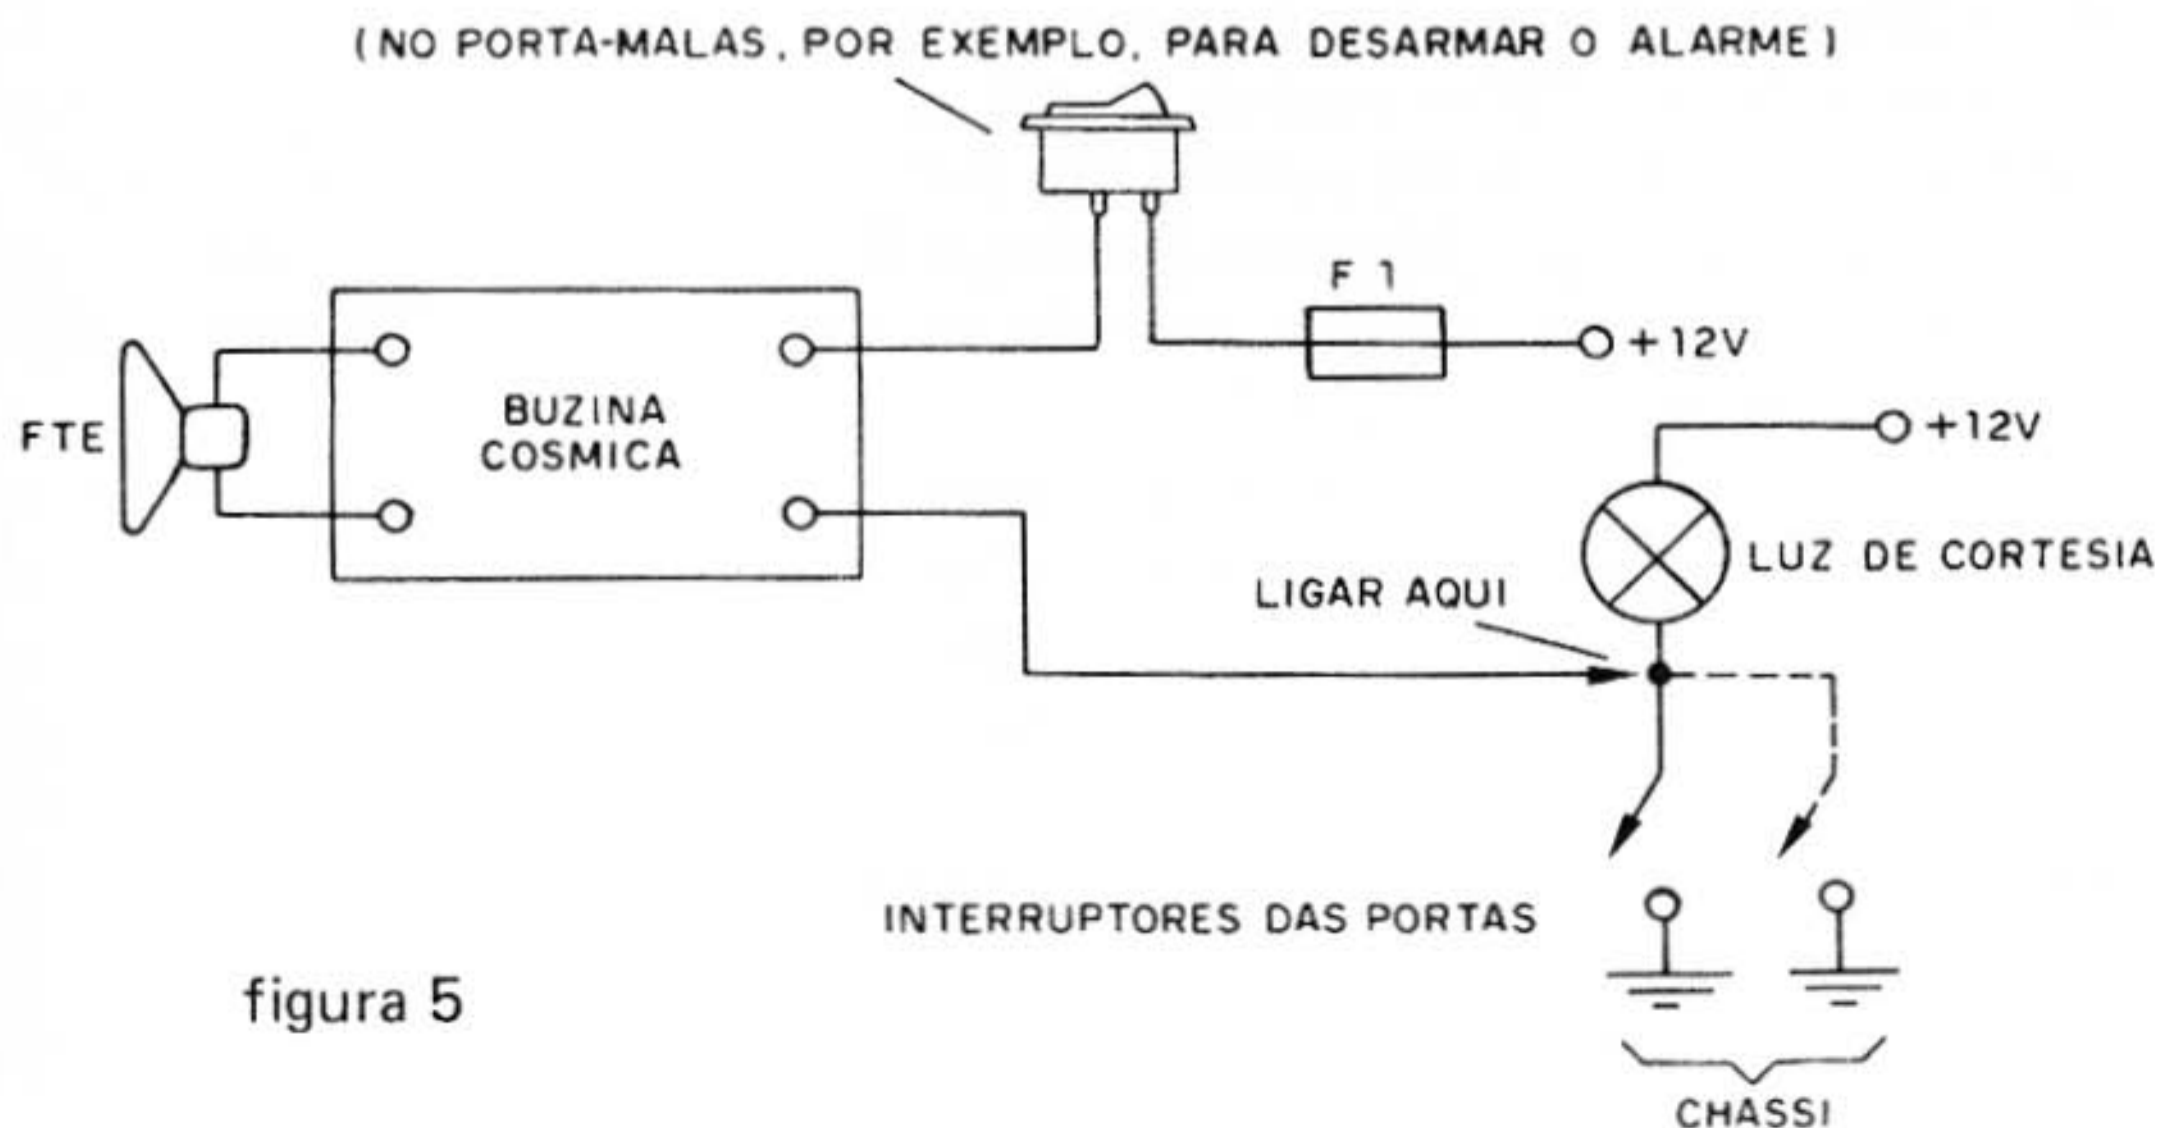 (NO PORTA-MALAS, POR EXEMPLO, PARA DESARMAR O ALARME)
F 1
+12V
+12V
FTE
BUZINA
COSMICA
LUZ DE CORTESIA
LIGAR AQUI
INTERRUPTORES DAS PORTAS
figura 5
CHASSI